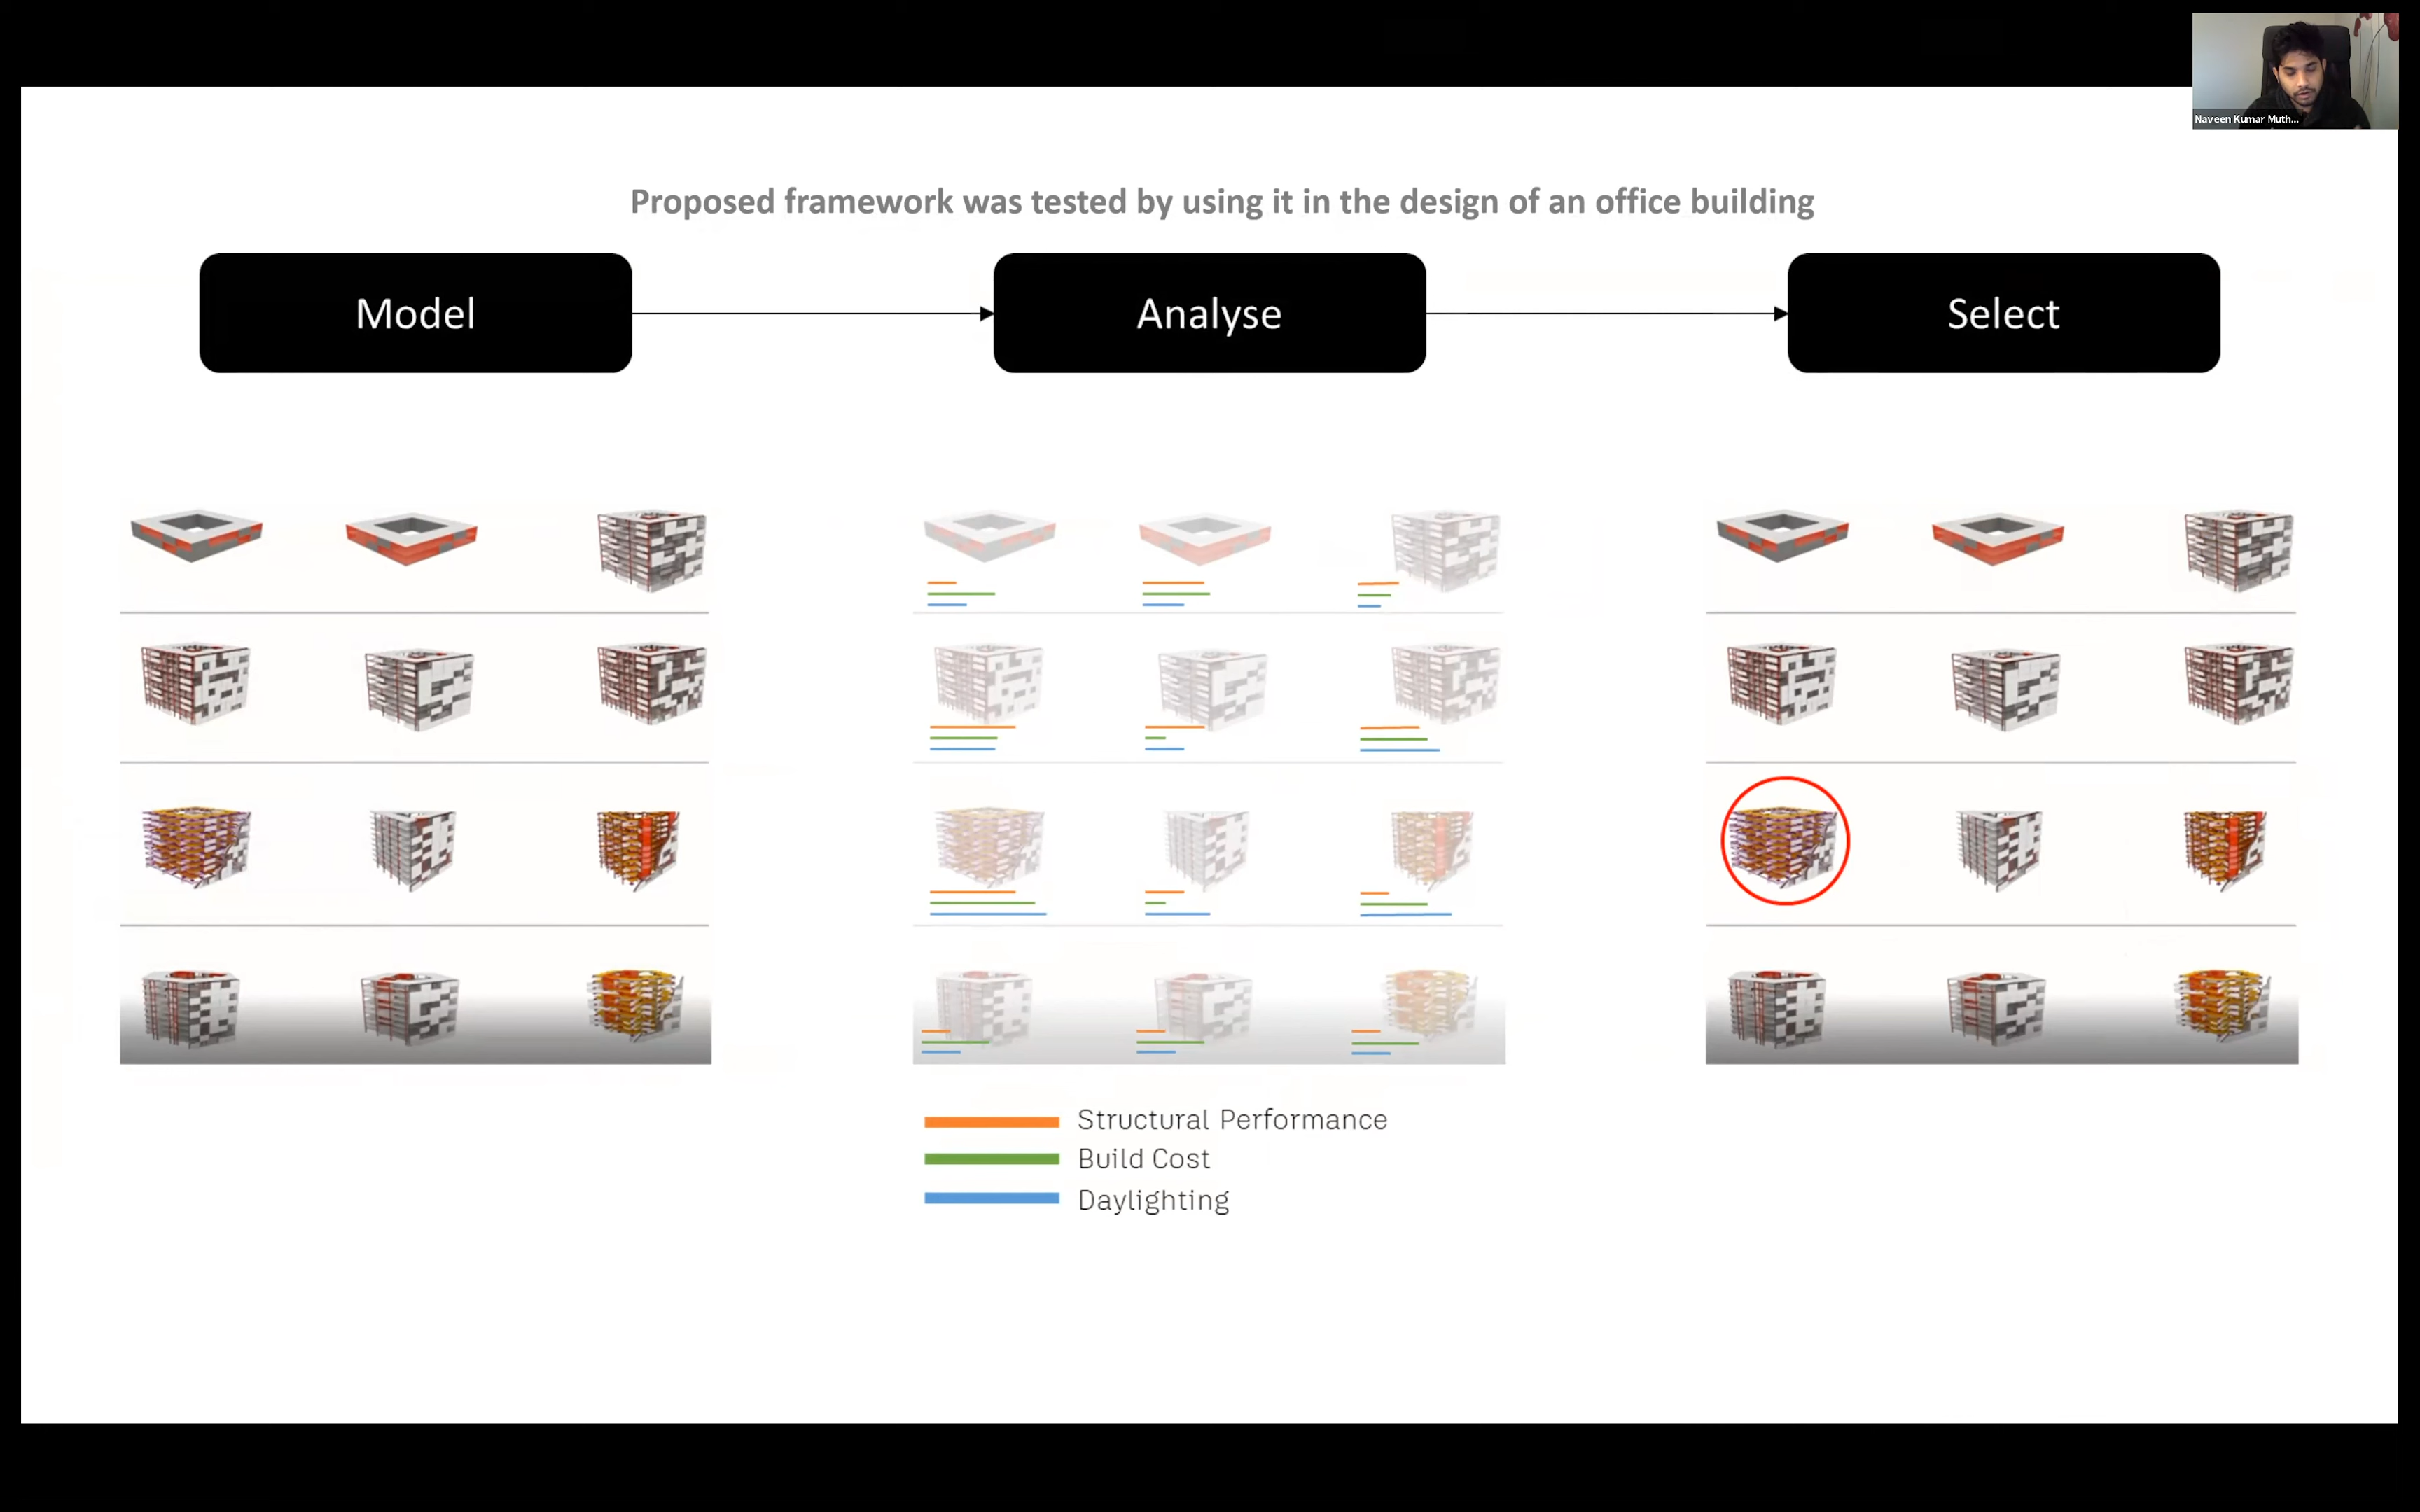 Naveen Kumar Muth...
Proposed framework was tested by using it in the design of an office building
Model
Analyse
Select
Structural Performance
Build Cost
Daylighting